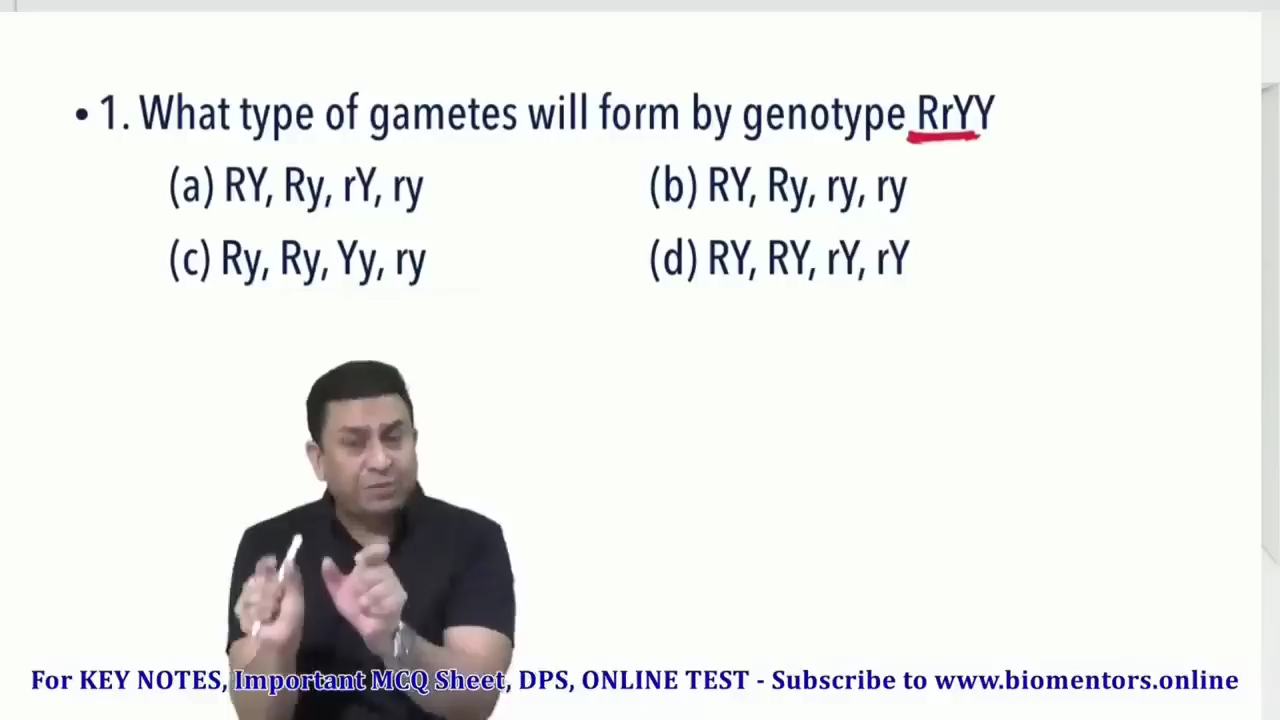 • 1. What type of gametes will form by genotype RrYY
(a) RY, Ry, rY, ry (b) RY, Ry, ry, ry
(c) Ry, Ry, Yy, ry (d) RY, RY, rY, rY
For KEY NOTES, Important MCQ Sheet, DPS, ONLINE TEST - Subscribe to www.biomentors.online